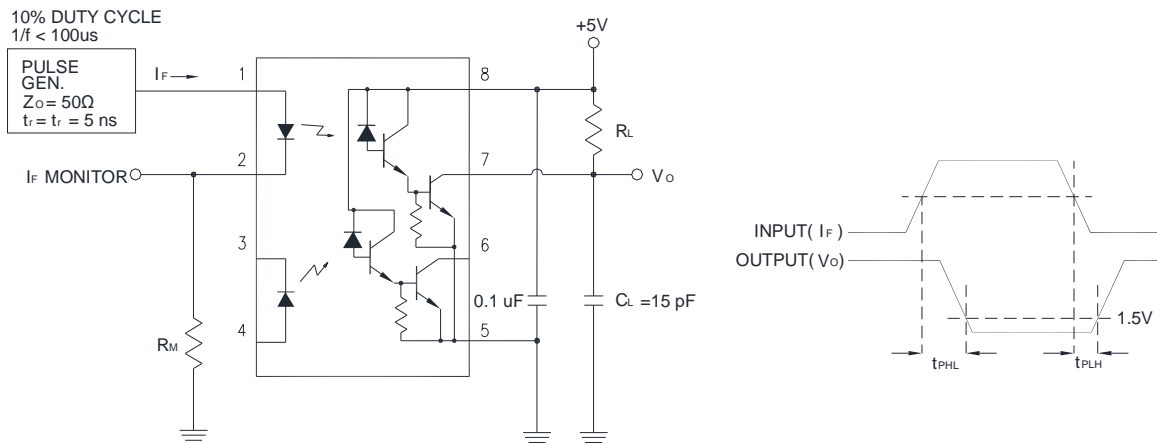 10% DUTY CYCLE
1/f < 100us
PULSE
GEN.
ZO = 50Ω
tr = tr = 5 ns
IF
1
2
3
4
8
7
6
5
IF MONITOR
RM
+5V
RL
VO
0.1 uF
CL =15 pF
INPUT( IF )
OUTPUT( VO)
1.5V
tPHL
tPLH